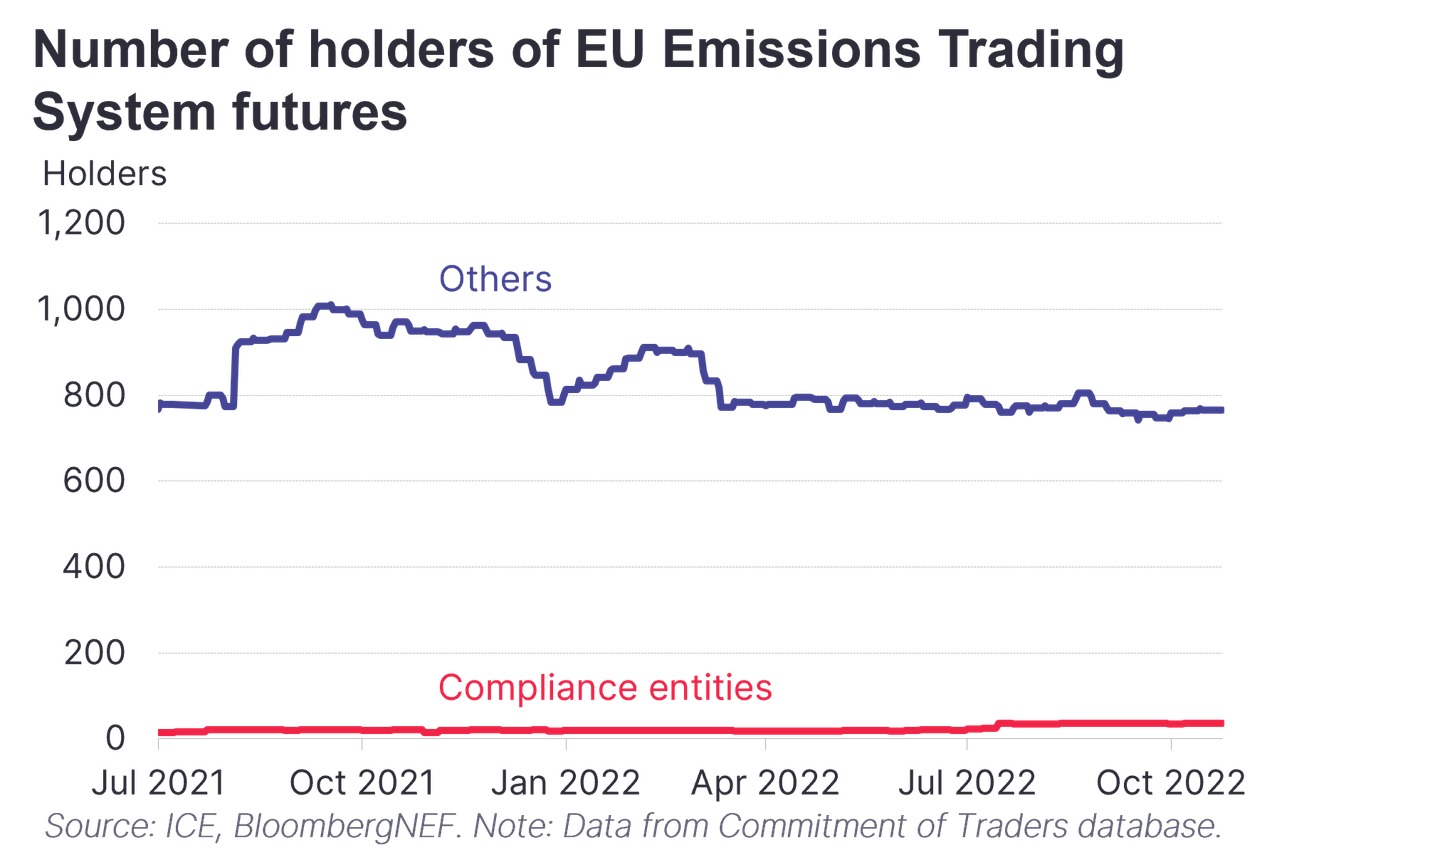 Number of holders of EU Emissions Trading
System futures
Holders
1,200
Others
1,000
800
600
400
200
Compliance entities
0
Jul 2021 Oct 2021 Jan 2022 Apr 2022 Jul 2022 Oct 2022
Source: ICE, BloombergNEF. Note: Data from Commitment of Traders database.